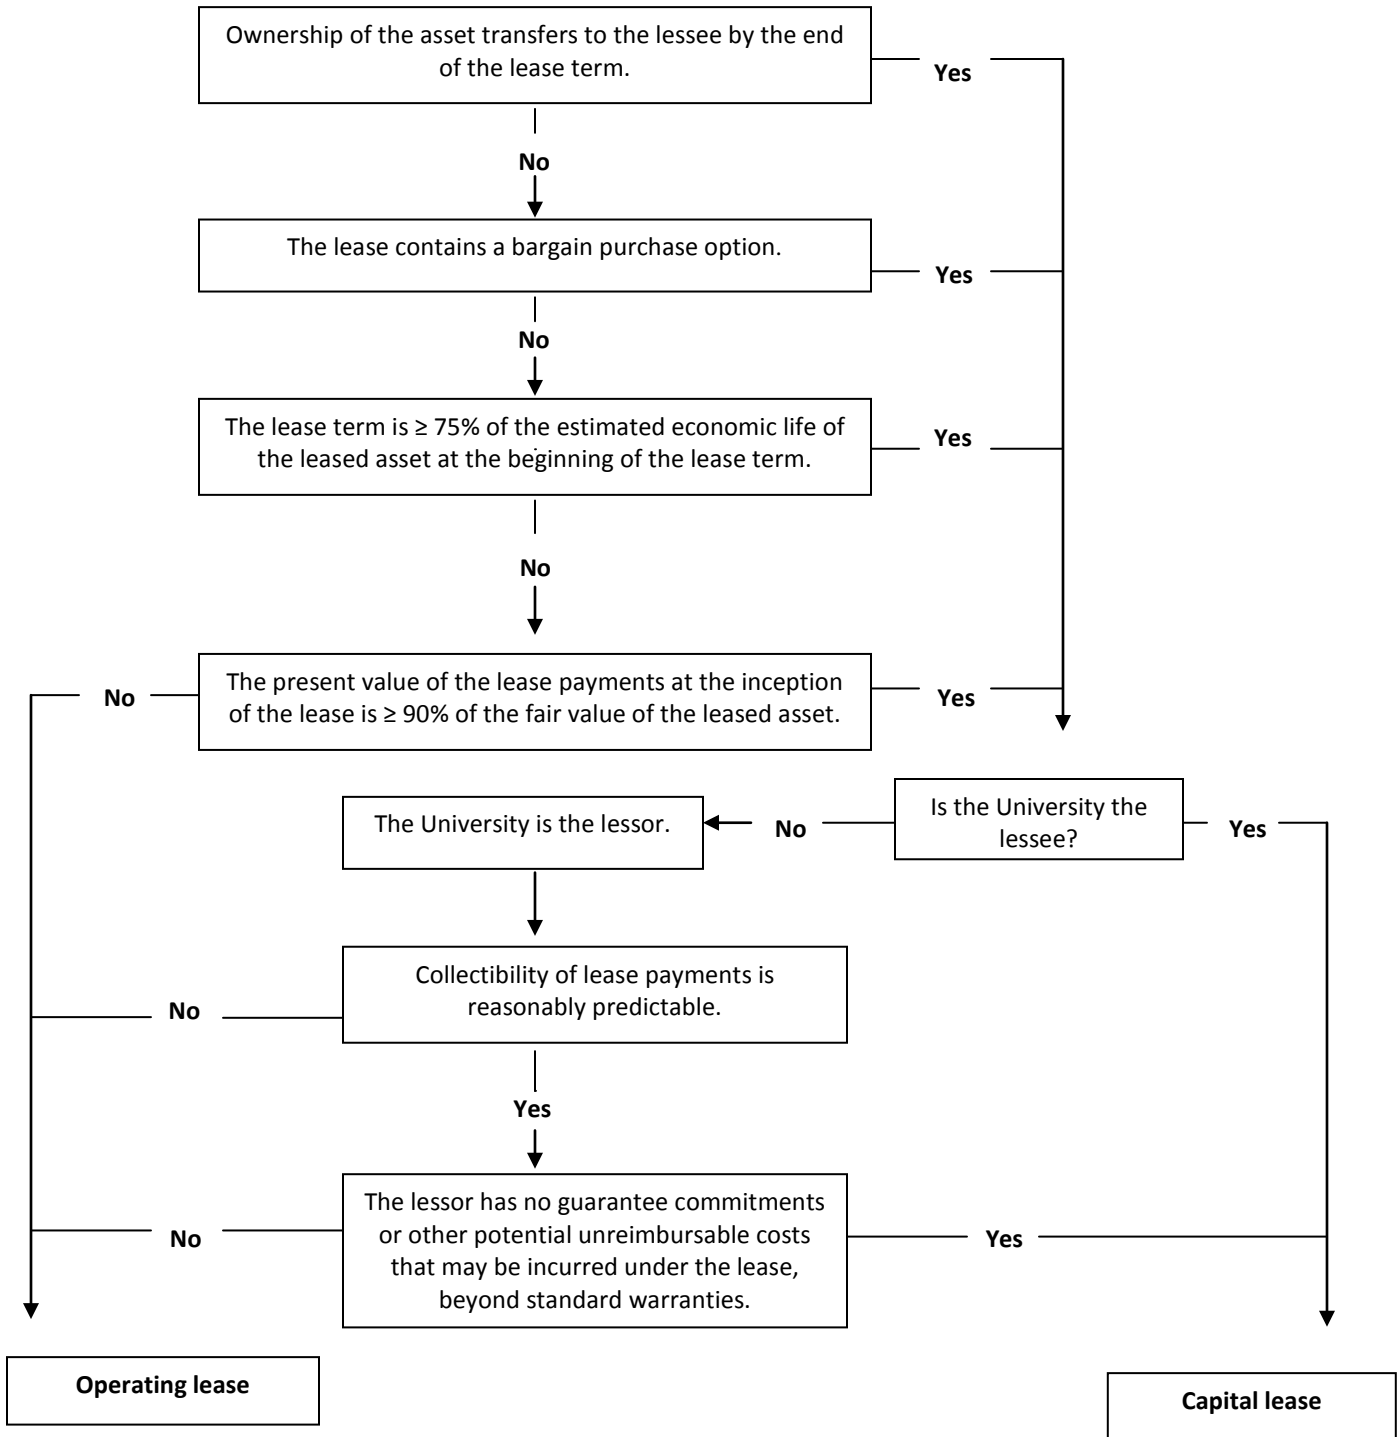 Ownership of the asset transfers to the lessee by the end
of the lease term.
Yes
No
The lease contains a bargain purchase option.
Yes
No
The lease term is ≥ 75% of the estimated economic life of
the leased asset at the beginning of the lease term.
Yes
No
The present value of the lease payments at the inception
of the lease is ≥ 90% of the fair value of the leased asset.
No
Yes
Is the University the
lessee?
Yes
No
The University is the lessor.
Collectibility of lease payments is
reasonably predictable.
No
Yes
The lessor has no guarantee commitments
or other potential unreimbursable costs
that may be incurred under the lease,
beyond standard warranties.
No
Yes
Operating lease
Capital lease